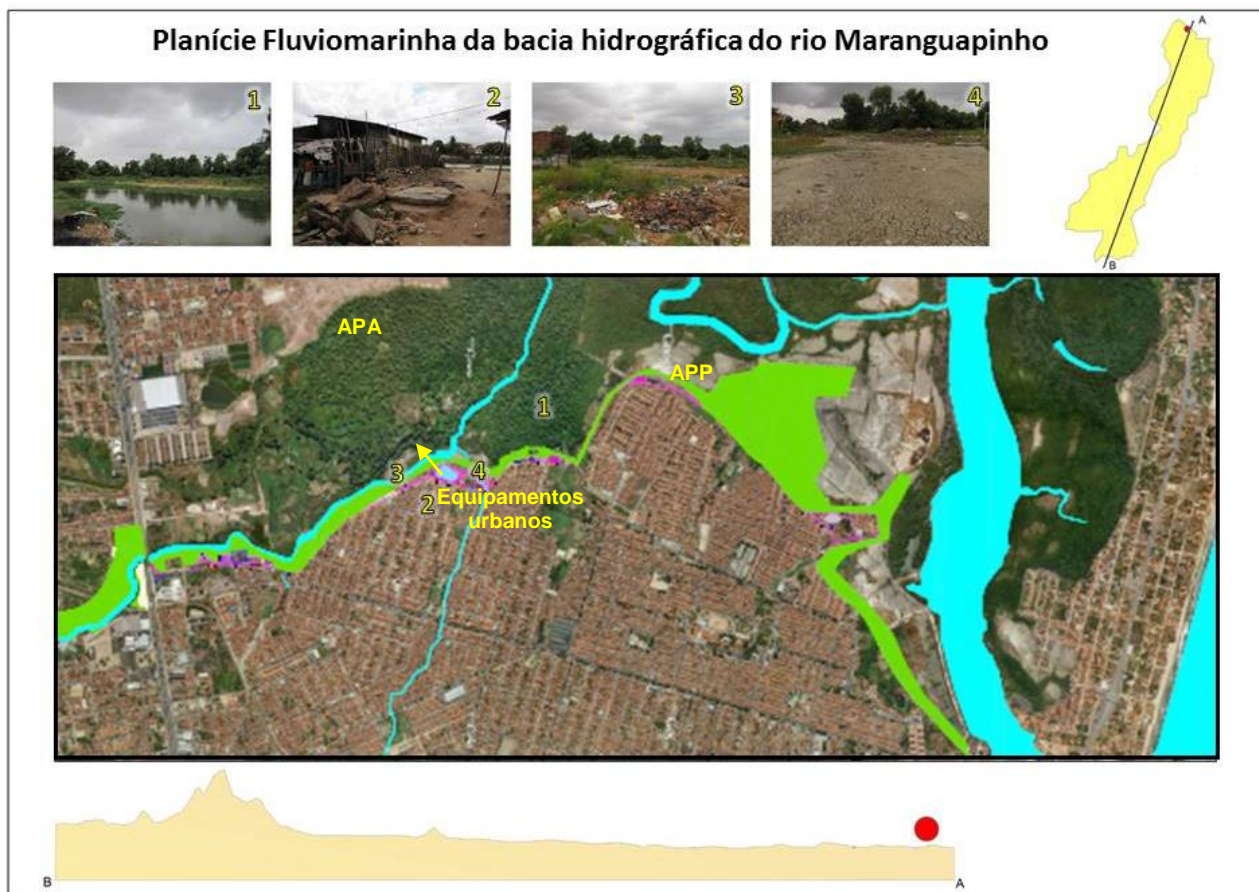 Planície Fluviomarinha da bacia hidrográfica do rio Maranguapinho
1
2
3
4
A
B
APA
APP
1
3
4
2
Equipamentos
urbanos
B
A